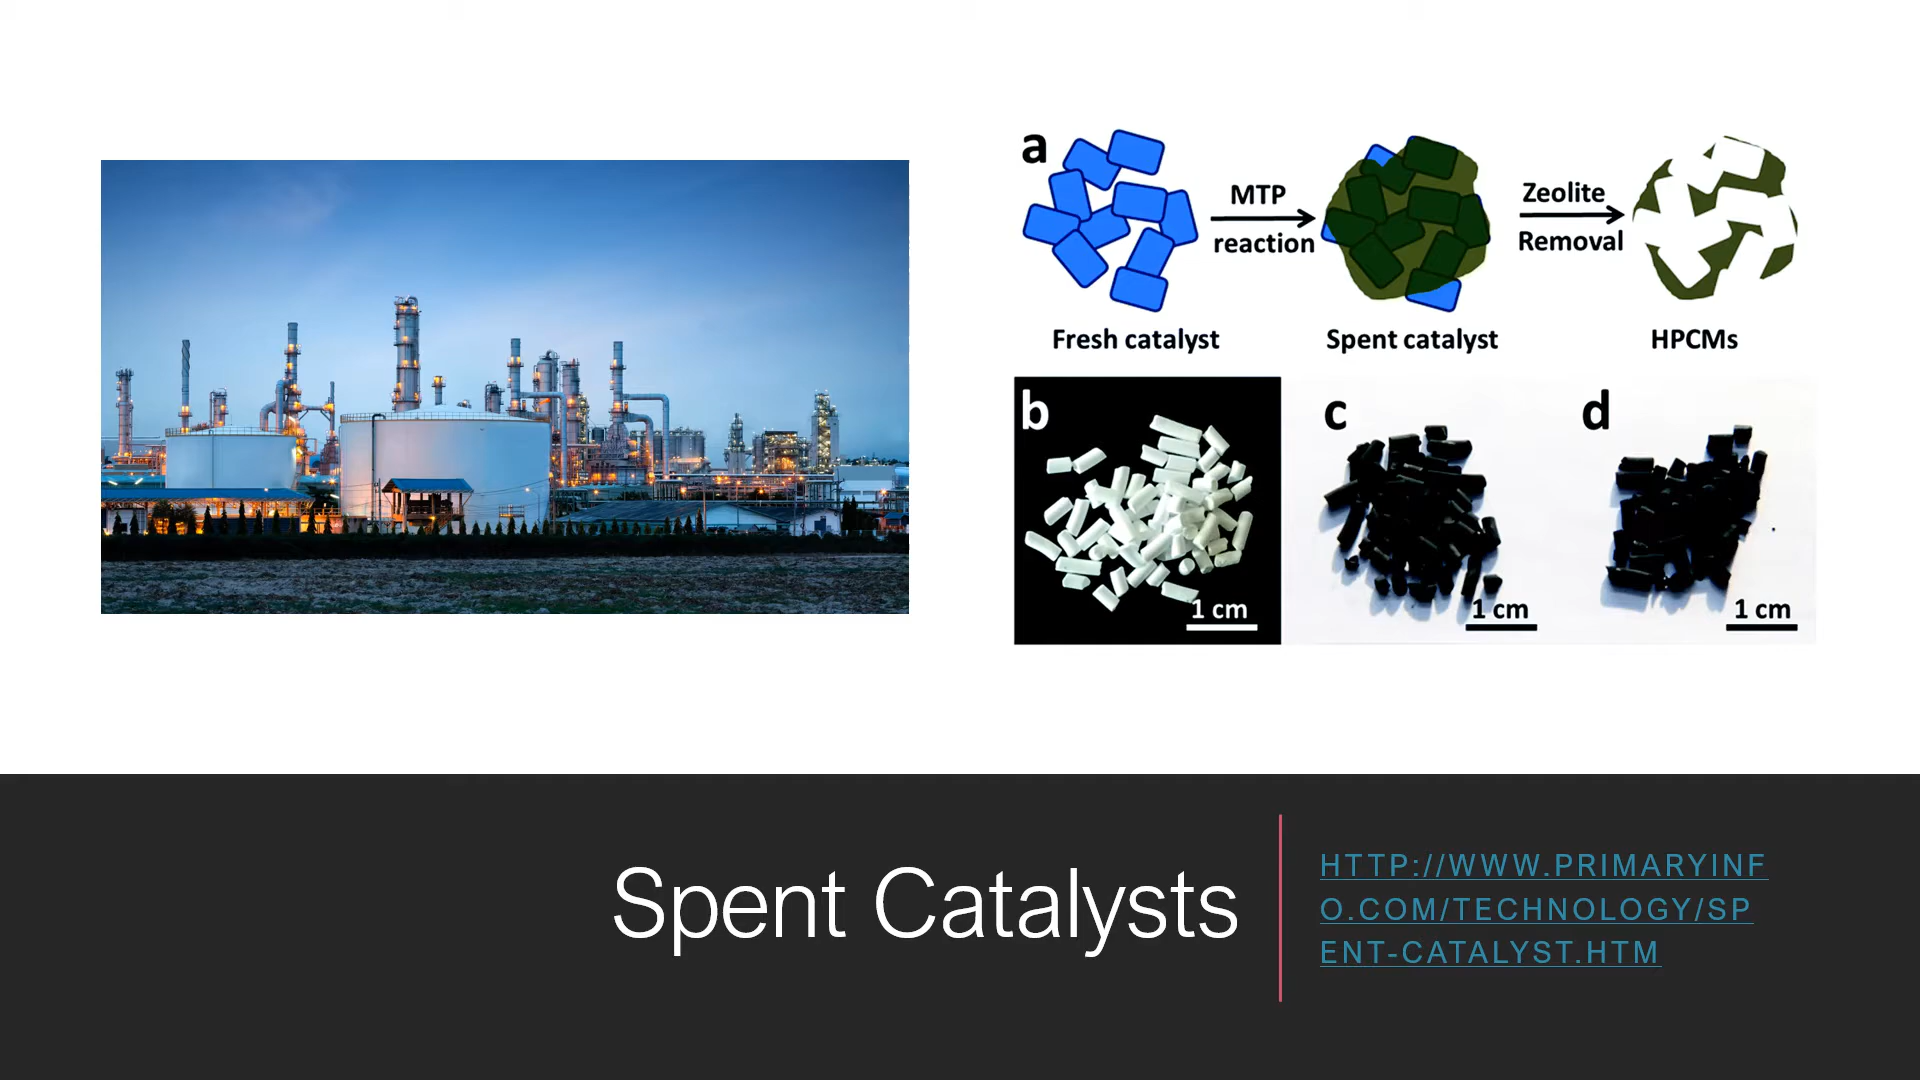 a
MTP
reaction
Zeolite
Removal
Fresh catalyst
Spent catalyst
HPCMs
b
c
d
1 cm
1 cm
1 cm
Spent Catalysts
HTTP://WWW.PRIMARYINF
O.COM/TECHNOLOGY/SP
ENT-CATALYST.HTM